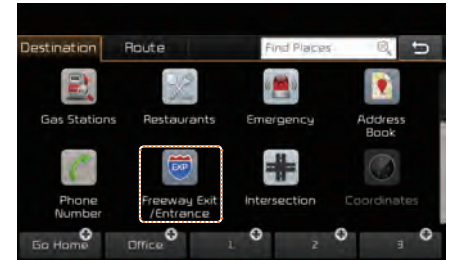 Destination Route Find Places
Gas Stations Restaurants Emergency Address
Book
EXP
Phone Freeway Exit Intersection Coordinates
Number /Entrance
Go Home Office 1 2 3